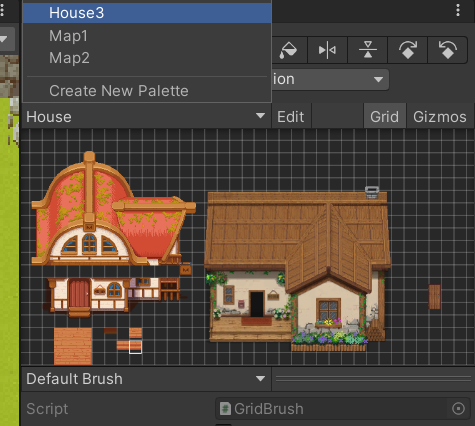 House3
Map1
Map2
Create New Palette
ion
House
Edit
Grid
Gizmos
Default Brush
Script
GridBrush